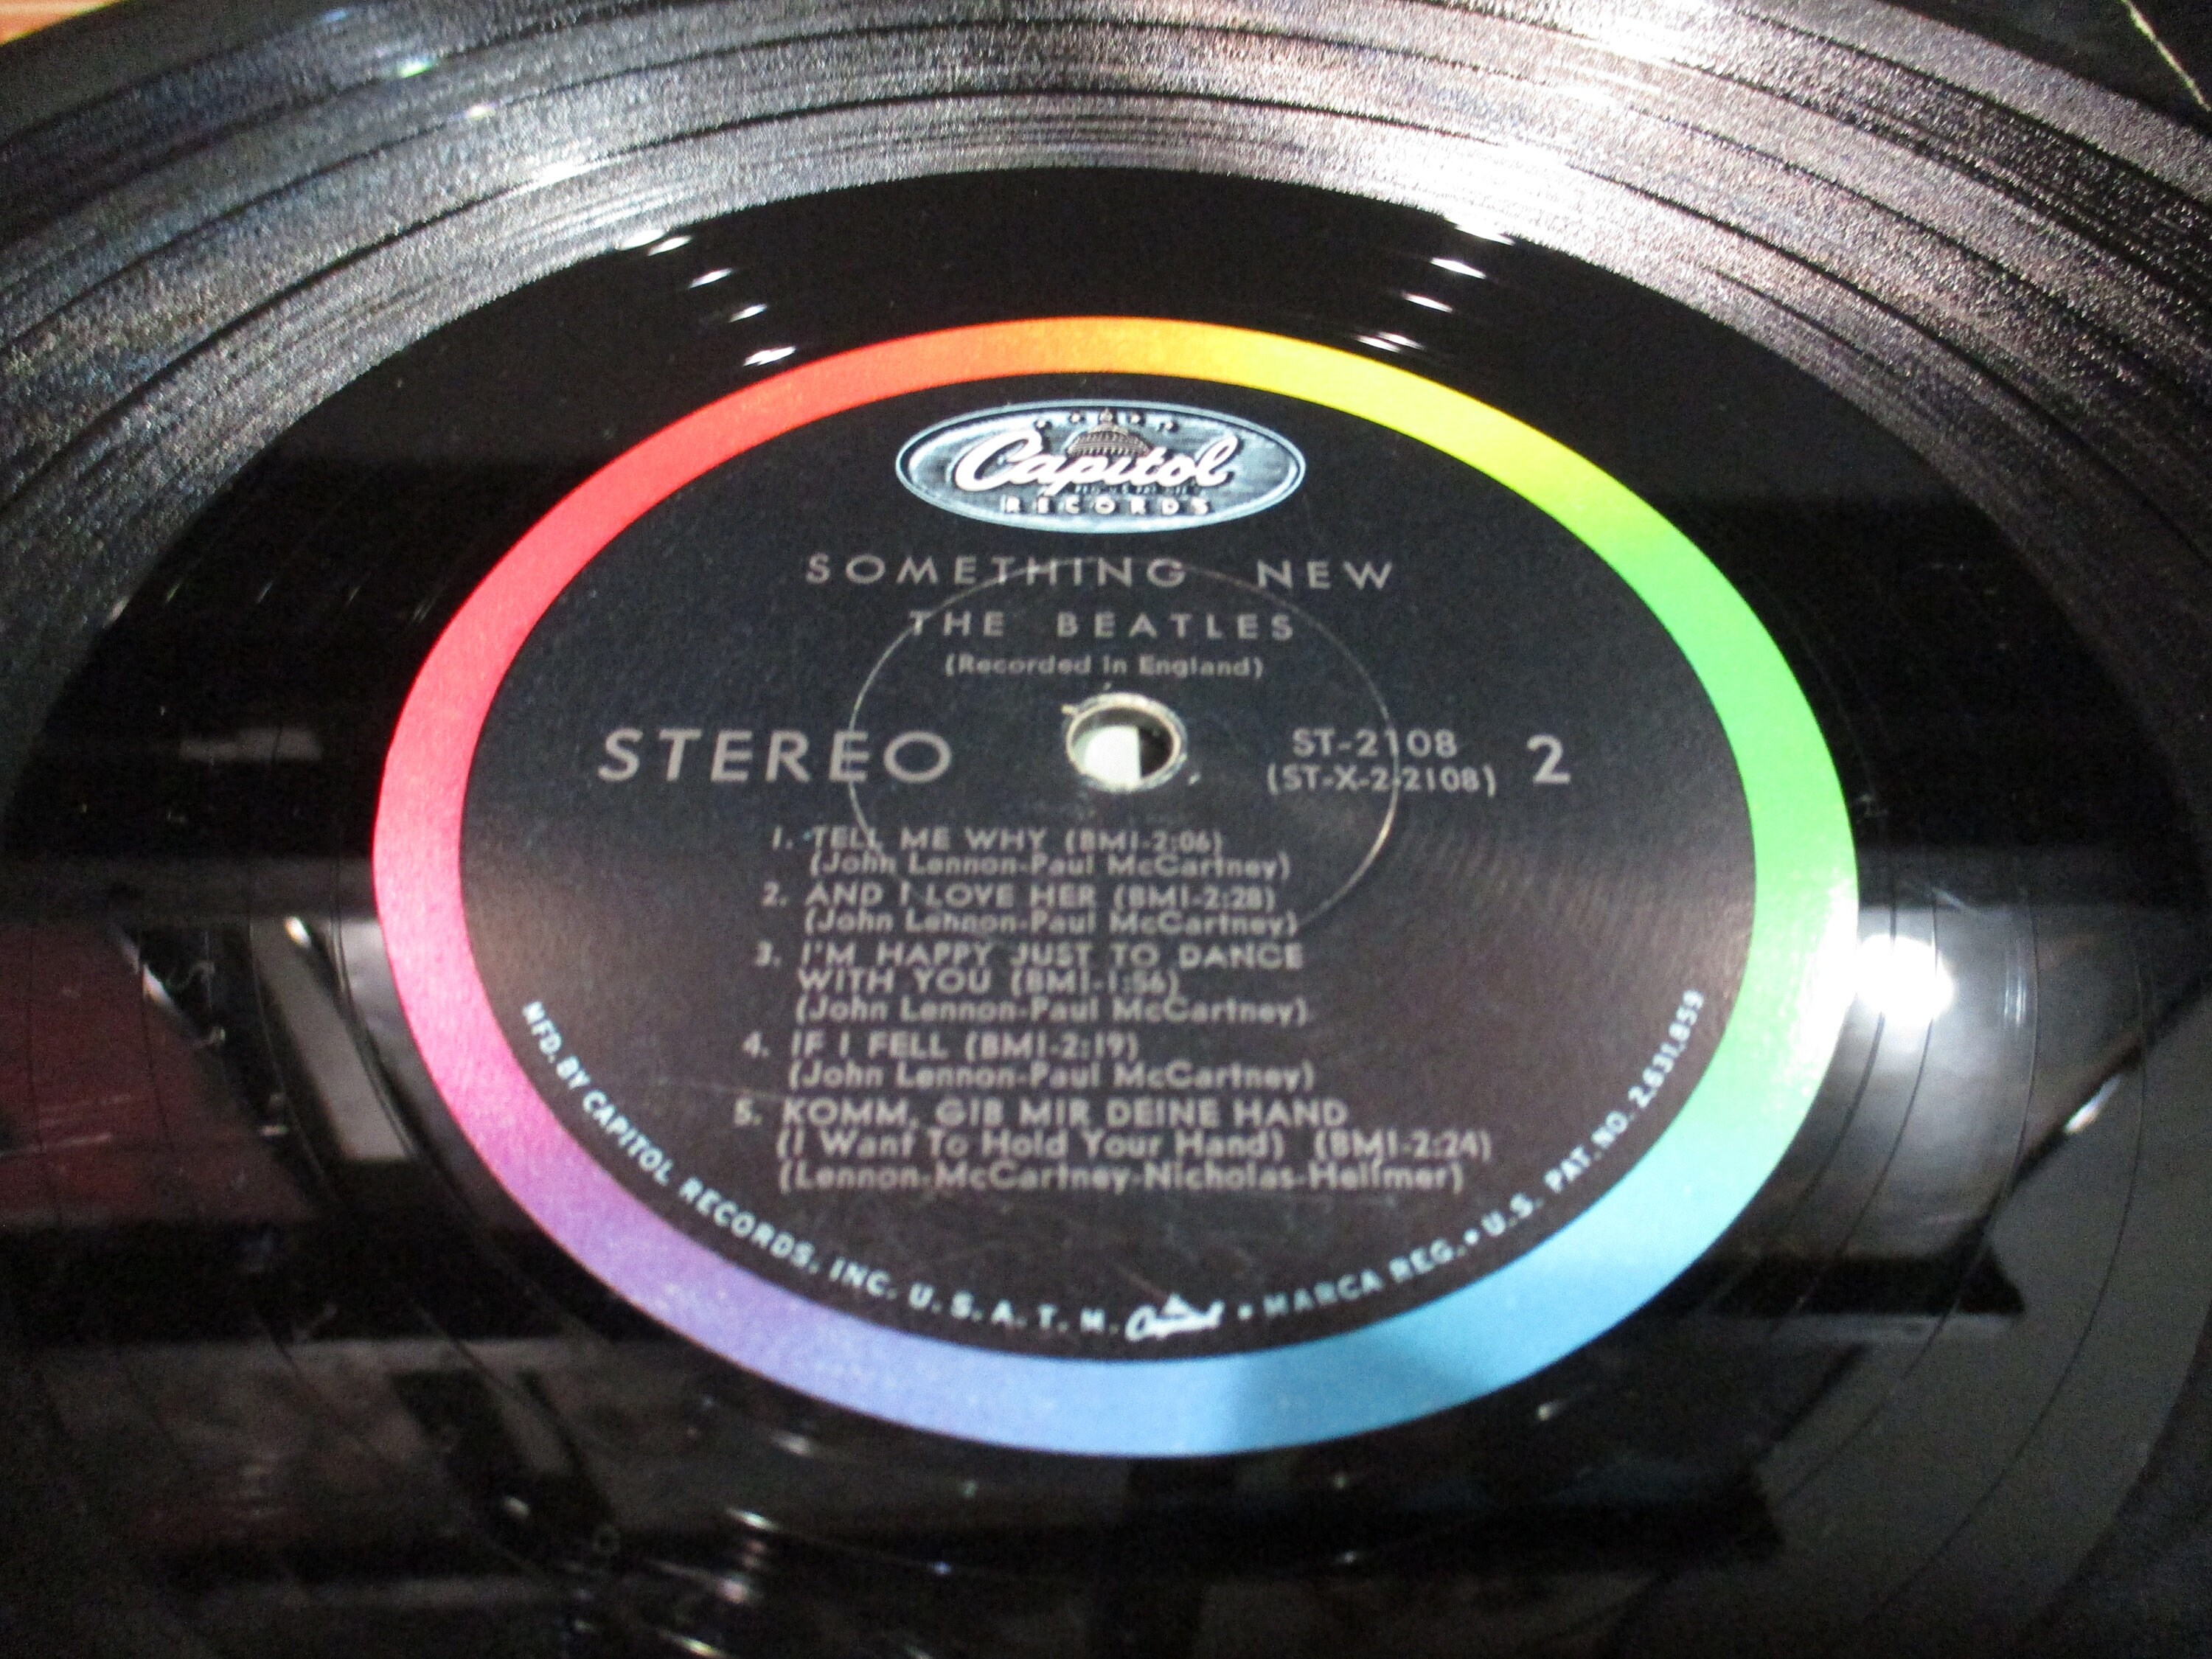 Capitol
RECORDS
SOMETHING NEW
THE BEATLES
(Recorded in England)
STEREO
ST-2108
(ST-X-2-2108)
2
1. TELL ME WHY (BMI-2:06)
(John Lennon-Paul McCartney)
2. AND I LOVE HER (BMI-2:28)
(John Lennon-Paul McCartney)
3. I'M HAPPY JUST TO DANCE
WITH YOU (BMI-1:56)
(John Lennon-Paul McCartney)
4. IF I FELL (BMI-2:19)
(John Lennon-Paul McCartney)
5. KOMM, GIB MIR DEINE HAND
(I Want To Hold Your Hand) (BMI-2:24)
(Lennon-McCartney-Nicholas-Hellmer)
MFD. BY CAPITOL RECORDS, INC. U.S.A. T.M. Capitol • MARCA REG. • U.S. PAT. NO. 2,631,859